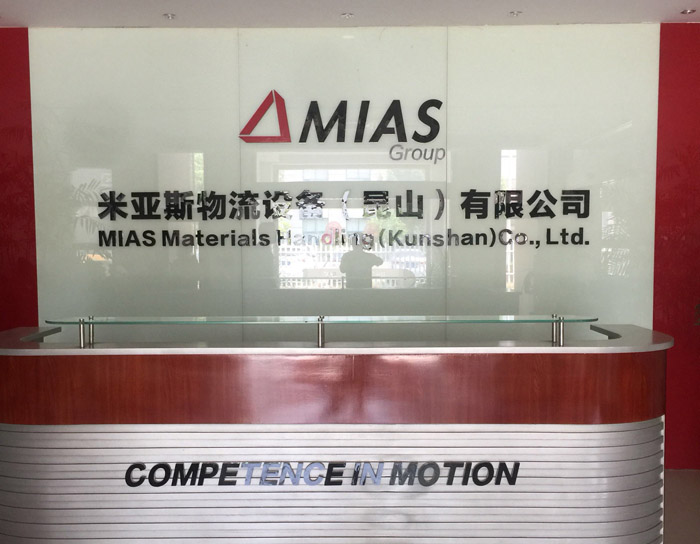 MIAS
Group
米亚斯物流设备（昆山）有限公司
MIAS Materials Handling (Kunshan) Co., Ltd.
COMPETENCE IN MOTION